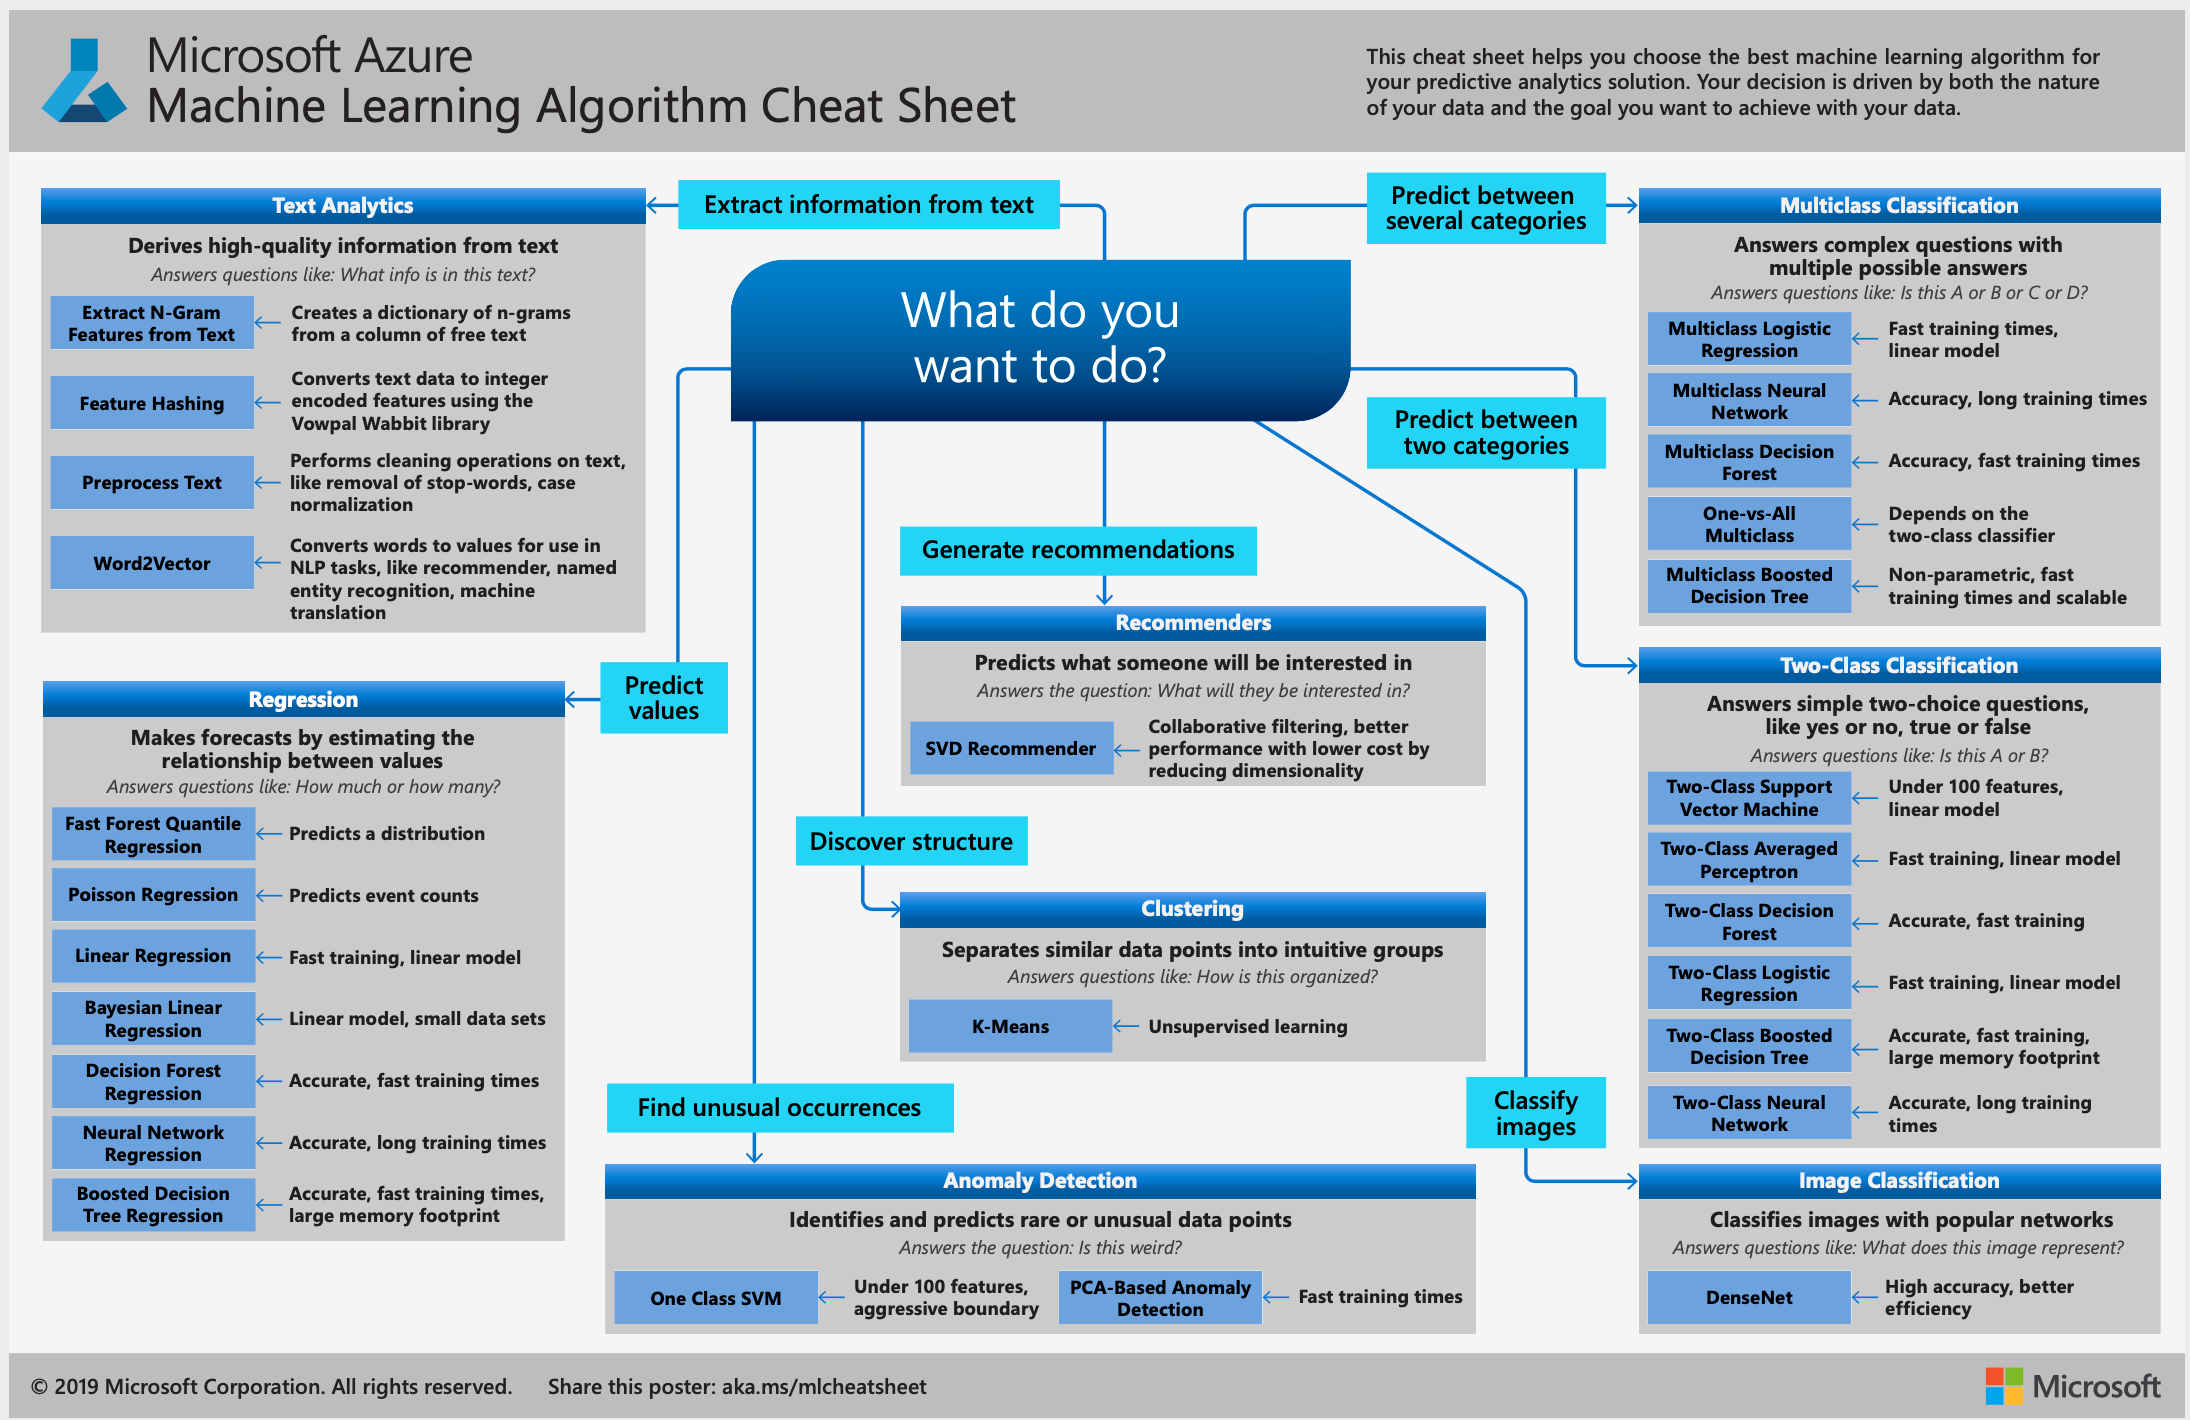 Microsoft Azure
Machine Learning Algorithm Cheat Sheet
This cheat sheet helps you choose the best machine learning algorithm for
your predictive analytics solution. Your decision is driven by both the nature
of your data and the goal you want to achieve with your data.
What do you
want to do?
Extract information from text
Text Analytics
Derives high-quality information from text
Answers questions like: What info is in this text?
Extract N-Gram
Features from Text
Creates a dictionary of n-grams
from a column of free text
Feature Hashing
Converts text data to integer
encoded features using the
Vowpal Wabbit library
Preprocess Text
Performs cleaning operations on text,
like removal of stop-words, case
normalization
Word2Vector
Converts words to values for use in
NLP tasks, like recommender, named
entity recognition, machine
translation
Predict
values
Regression
Makes forecasts by estimating the
relationship between values
Answers questions like: How much or how many?
Fast Forest Quantile
Regression
Predicts a distribution
Poisson Regression
Predicts event counts
Linear Regression
Fast training, linear model
Bayesian Linear
Regression
Linear model, small data sets
Decision Forest
Regression
Accurate, fast training times
Neural Network
Regression
Accurate, long training times
Boosted Decision
Tree Regression
Accurate, fast training times,
large memory footprint
Generate recommendations
Recommenders
Predicts what someone will be interested in
Answers the question: What will they be interested in?
SVD Recommender
Collaborative filtering, better
performance with lower cost by
reducing dimensionality
Discover structure
Clustering
Separates similar data points into intuitive groups
Answers questions like: How is this organized?
K-Means
Unsupervised learning
Find unusual occurrences
Anomaly Detection
Identifies and predicts rare or unusual data points
Answers the question: Is this weird?
One Class SVM
Under 100 features,
aggressive boundary
PCA-Based Anomaly
Detection
Fast training times
Predict between
several categories
Multiclass Classification
Answers complex questions with
multiple possible answers
Answers questions like: Is this A or B or C or D?
Multiclass Logistic
Regression
Fast training times,
linear model
Multiclass Neural
Network
Accuracy, long training times
Multiclass Decision
Forest
Accuracy, fast training times
One-vs-All
Multiclass
Depends on the
two-class classifier
Multiclass Boosted
Decision Tree
Non-parametric, fast
training times and scalable
Predict between
two categories
Two-Class Classification
Answers simple two-choice questions,
like yes or no, true or false
Answers questions like: Is this A or B?
Two-Class Support
Vector Machine
Under 100 features,
linear model
Two-Class Averaged
Perceptron
Fast training, linear model
Two-Class Decision
Forest
Accurate, fast training
Two-Class Logistic
Regression
Fast training, linear model
Two-Class Boosted
Decision Tree
Accurate, fast training,
large memory footprint
Two-Class Neural
Network
Accurate, long training
times
Classify
images
Image Classification
Classifies images with popular networks
Answers questions like: What does this image represent?
DenseNet
High accuracy, better
efficiency
© 2019 Microsoft Corporation. All rights reserved.
Share this poster: aka.ms/mlcheatsheet
Microsoft